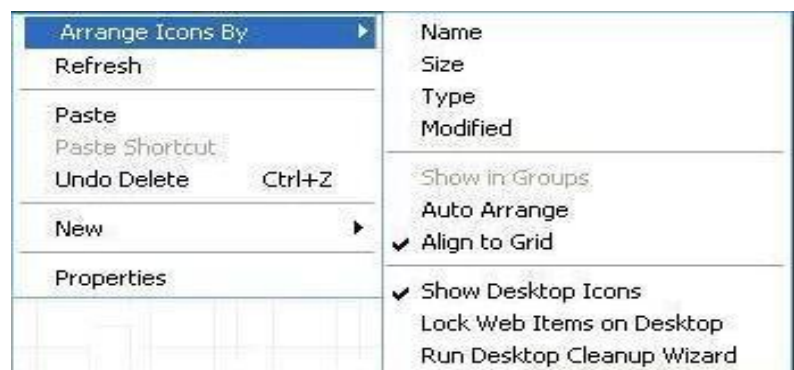 Arrange Icons By
Refresh
Paste
Paste Shortcut
Undo Delete Ctrl+Z
New
Properties
Name
Size
Type
Modified
Show in Groups
Auto Arrange
Align to Grid
Show Desktop Icons
Lock Web Items on Desktop
Run Desktop Cleanup Wizard